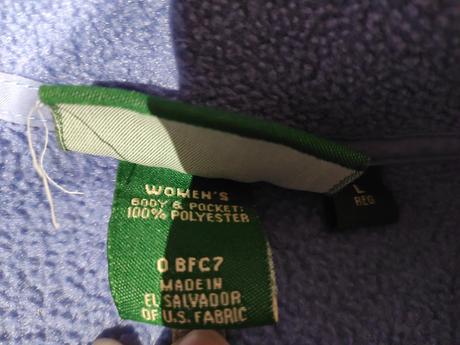 L
REG
WOMEN'S
BODY & POCKET:
100% POLYESTER
0 BFC7
MADE IN
EL SALVADOR
OF U.S. FABRIC